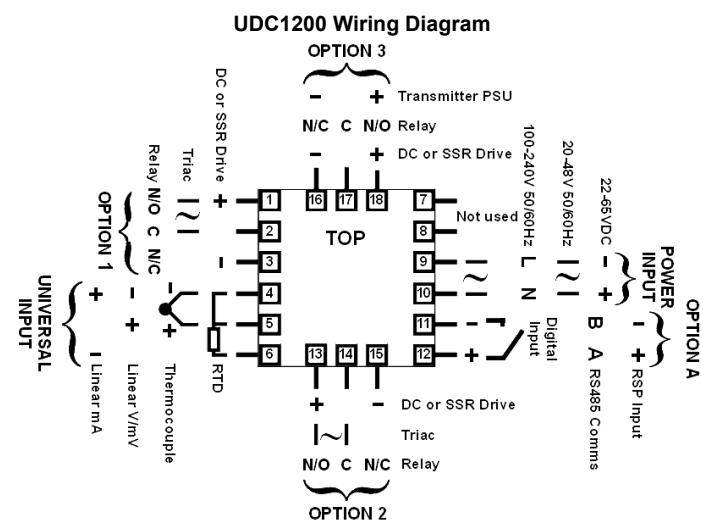 UDC1200 Wiring Diagram
OPTION 3
− + Transmitter PSU
N/C C N/O Relay
− + DC or SSR Drive
16 17 18
TOP
1
2
3
4
5
6
7
8
9
10
11
12
13 14 15
DC or SSR Drive
+ −
Triac
Relay N/O C N/C
OPTION 1
UNIVERSAL
INPUT
+ − Linear mA
− + Linear V/mV
− + Thermocouple
RTD
Not used
100-240V 50/60Hz L N
20-48V 50/60Hz
22-65VDC − +
POWER
INPUT
− +
Digital
Input
B A RS485 Comms
− + RSP Input
OPTION A
+ − DC or SSR Drive
Triac
N/O C N/C Relay
OPTION 2